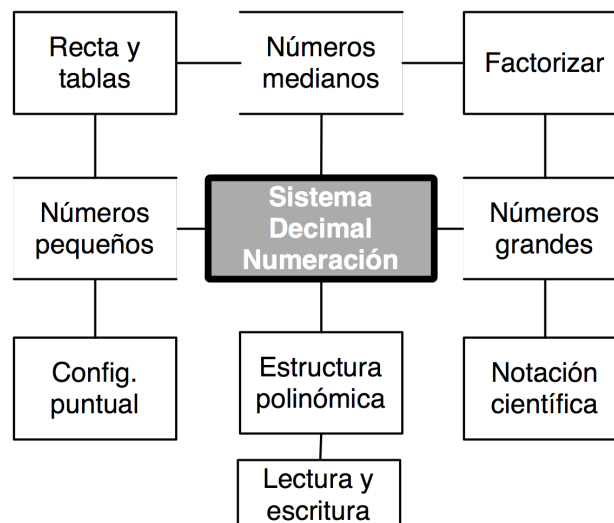 Recta y
tablas
Números
medianos
Factorizar
Números
pequeños
Sistema
Decimal
Numeración
Números
grandes
Config.
puntual
Estructura
polinómica
Notación
científica
Lectura y
escritura